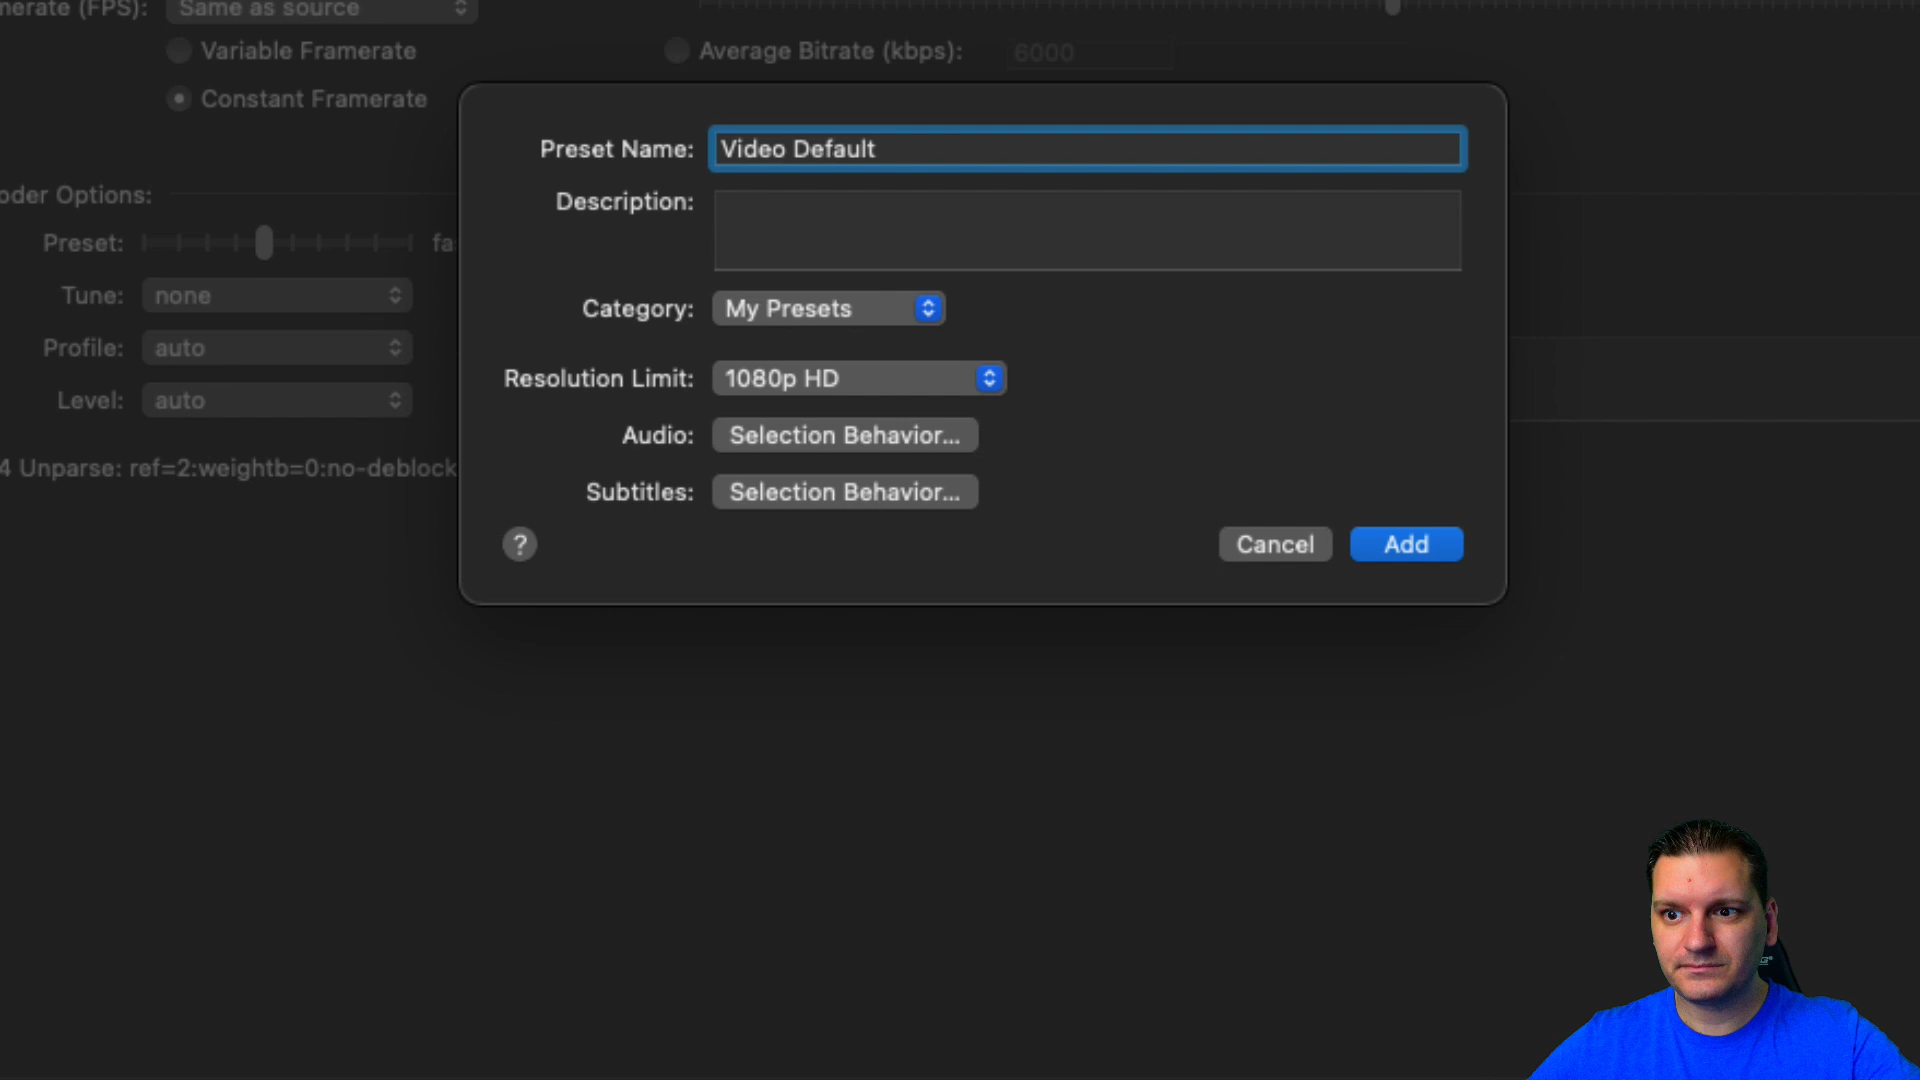 nerate (FPS): Same as source
Variable Framerate
Average Bitrate (kbps): 6000
Constant Framerate
Preset Name: Video Default
oder Options:
Description:
Preset: fa
Tune: none
Category: My Presets
Profile: auto
Resolution Limit: 1080p HD
Level: auto
Audio: Selection Behavior...
4 Unparse: ref=2:weightb=0:no-deblock
Subtitles: Selection Behavior...
? Cancel Add